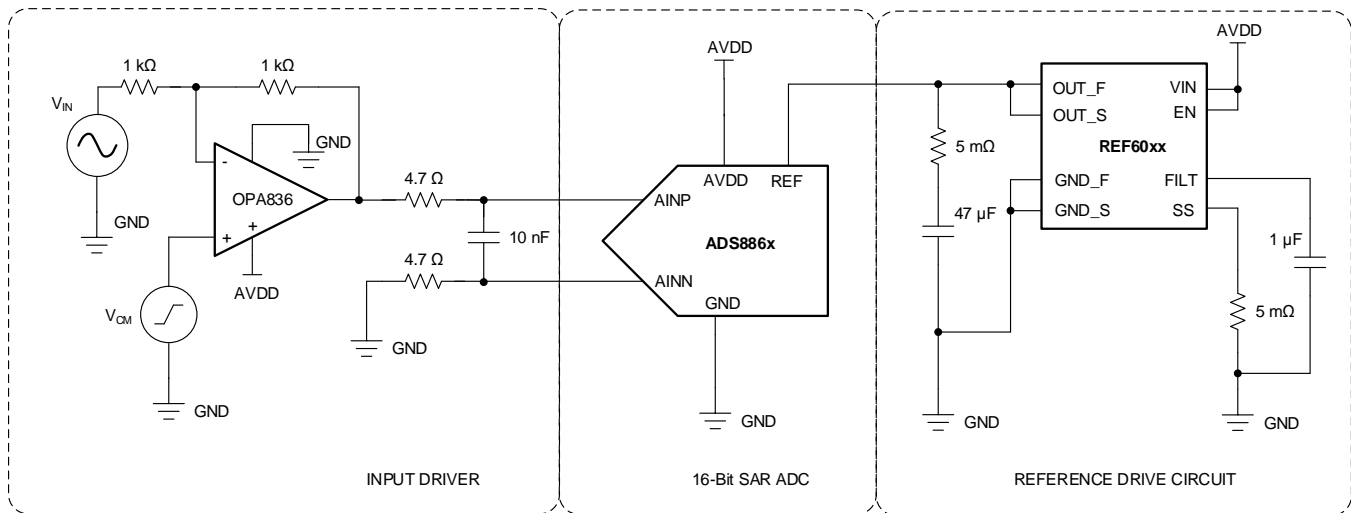 1 kΩ
1 kΩ
VIN
GND
-
OPA836
+
+
GND
AVDD
VCM
GND
4.7 Ω
10 nF
4.7 Ω
GND
INPUT DRIVER
AVDD
AVDD
REF
AINP
ADS886x
AINN
GND
GND
16-Bit SAR ADC
AVDD
OUT_F
VIN
OUT_S
EN
REF60xx
GND_F
FILT
GND_S
SS
5 mΩ
47 µF
1 µF
5 mΩ
GND
GND
REFERENCE DRIVE CIRCUIT